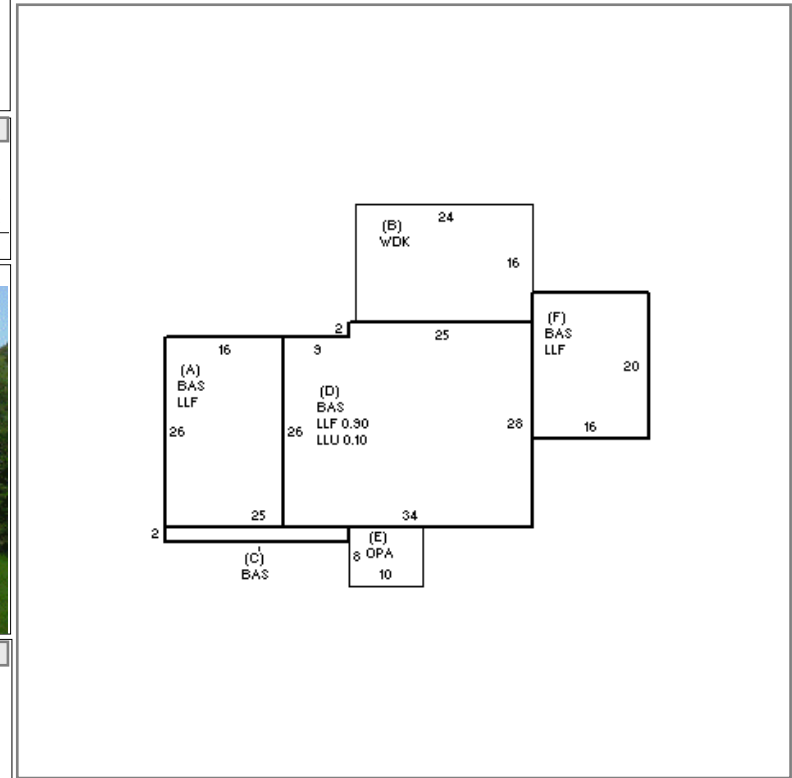 24
(B)
WDK
16
2
25
16
9
(F)
BAS
LLF
20
16
(A)
BAS
LLF
26
26
(D)
BAS
LLF 0.90
LLU 0.10
28
25
34
2
(C)
BAS
(E)
8 OPA
10